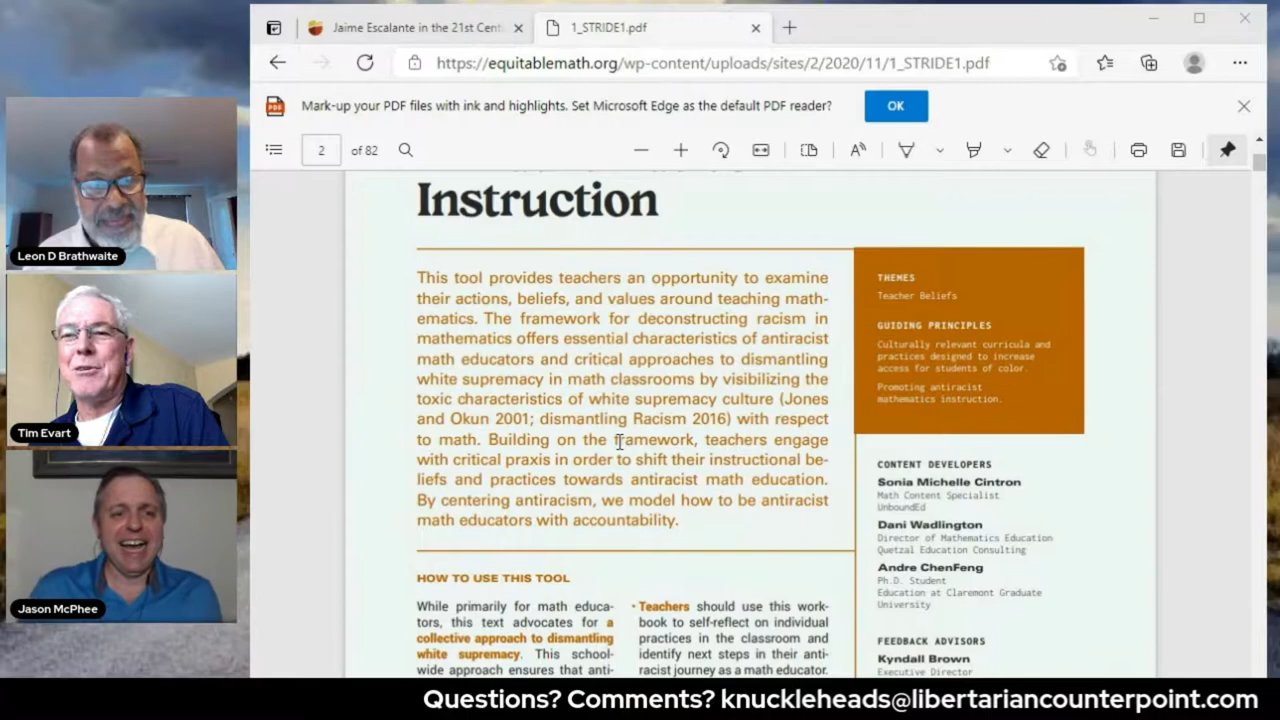 Jaime Escalante in the 21st Cent
1_STRIDE1.pdf
https://equitablemath.org/wp-content/uploads/sites/2/2020/11/1_STRIDE1.pdf
PDF
Mark-up your PDF files with ink and highlights. Set Microsoft Edge as the default PDF reader?
OK
2 of 82
Instruction
This tool provides teachers an opportunity to examine
their actions, beliefs, and values around teaching math-
ematics. The framework for deconstructing racism in
mathematics offers essential characteristics of antiracist
math educators and critical approaches to dismantling
white supremacy in math classrooms by visibilizing the
toxic characteristics of white supremacy culture (Jones
and Okun 2001; dismantling Racism 2016) with respect
to math. Building on the framework, teachers engage
with critical praxis in order to shift their instructional be-
liefs and practices towards antiracist math education.
By centering antiracism, we model how to be antiracist
math educators with accountability.
HOW TO USE THIS TOOL
While primarily for math educa-
tors, this text advocates for a
collective approach to dismantling
white supremacy. This school-
wide approach ensures that anti-
• Teachers should use this work-
book to self-reflect on individual
practices in the classroom and
identify next steps in their anti-
racist journey as a math educator.
THEMES
Teacher Beliefs
GUIDING PRINCIPLES
Culturally relevant curricula and
practices designed to increase
access for students of color.
Promoting antiracist
mathematics instruction.
CONTENT DEVELOPERS
Sonia Michelle Cintron
Math Content Specialist
UnboundEd
Dani Wadlington
Director of Mathematics Education
Quetzal Education Consulting
Andre ChenFeng
Ph.D. Student
Education at Claremont Graduate
University
FEEDBACK ADVISORS
Kyndall Brown
Executive Director
Leon D Brathwaite
Tim Evart
Jason McPhee
Questions? Comments? knuckleheads@libertariancounterpoint.com